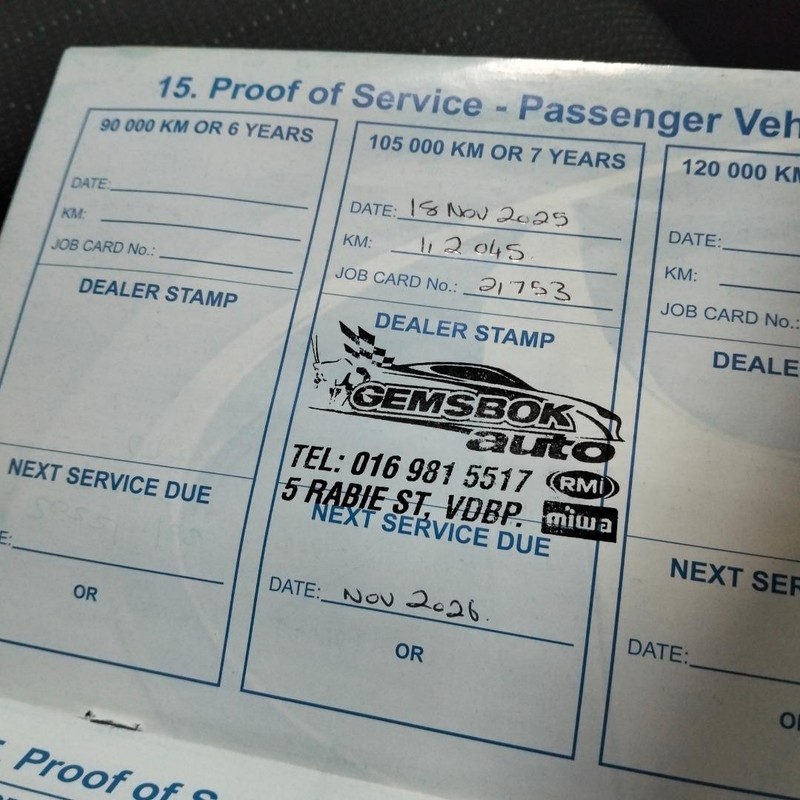 15. Proof of Service - Passenger Veh
90 000 KM OR 6 YEARS
DATE:
KM:
JOB CARD No.:
DEALER STAMP
NEXT SERVICE DUE
E:
OR
105 000 KM OR 7 YEARS
DATE: 18 NOV 2025
KM: 112 045
JOB CARD No.: 21753
DEALER STAMP
GEMSBOK
auto
TEL: 016 981 5517 RMI
5 RABIE ST, VDBP. miwa
NEXT SERVICE DUE
DATE: NOV 2026.
OR
120 000 KM
DATE:
KM:
JOB CARD No.:
DEALE
NEXT SER
DATE:
O
. Proof of S